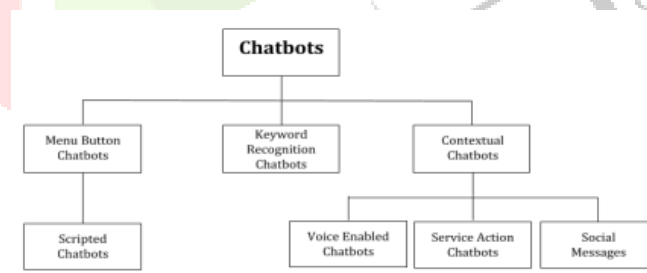 Chatbots
Menu Button
Chatbots
Keyword
Recognition
Chatbots
Contextual
Chatbots
Scripted
Chatbots
Voice Enabled
Chatbots
Service Action
Chatbots
Social
Messages